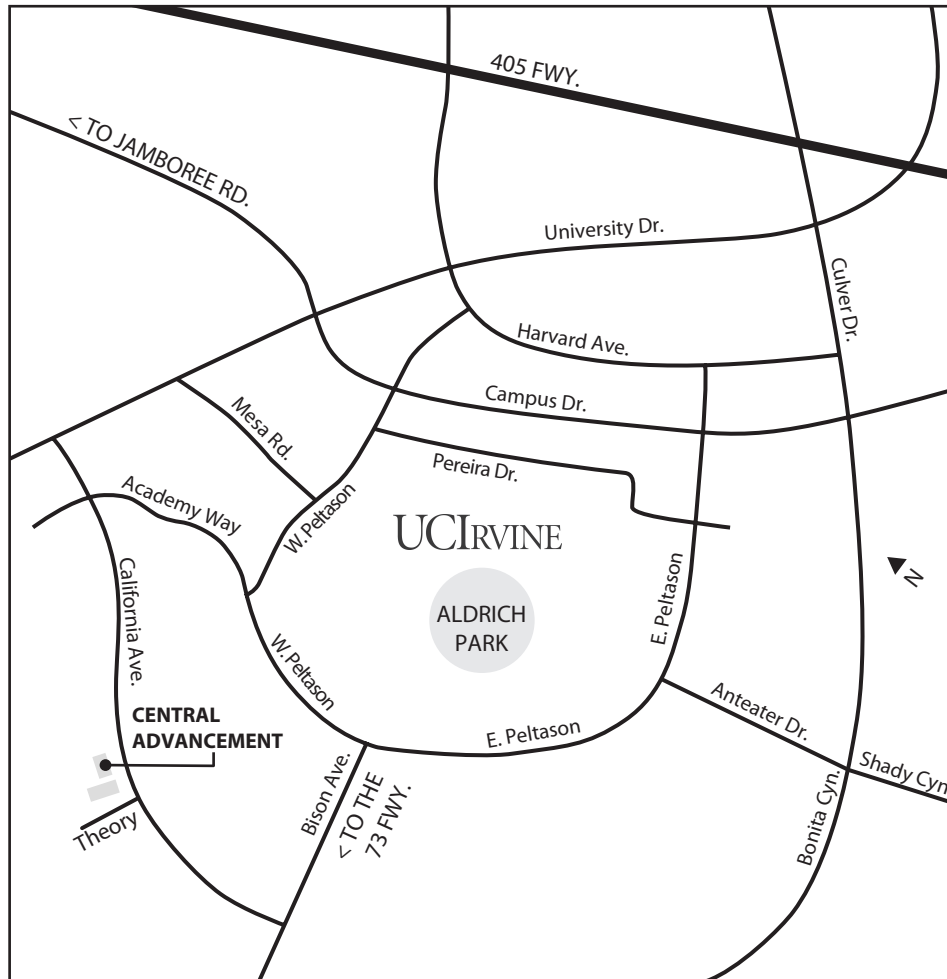 405 FWY.
< TO JAMBOREE RD.
University Dr.
Culver Dr.
Harvard Ave.
Campus Dr.
Mesa Rd.
Pereira Dr.
Academy Way
W. Peltason
UCIRVINE
N
California Ave.
ALDRICH
PARK
E. Peltason
W. Peltason
Anteater Dr.
CENTRAL
ADVANCEMENT
E. Peltason
Shady Cyn
Bison Ave.
< TO THE
73 FWY.
Bonita Cyn.
Theory